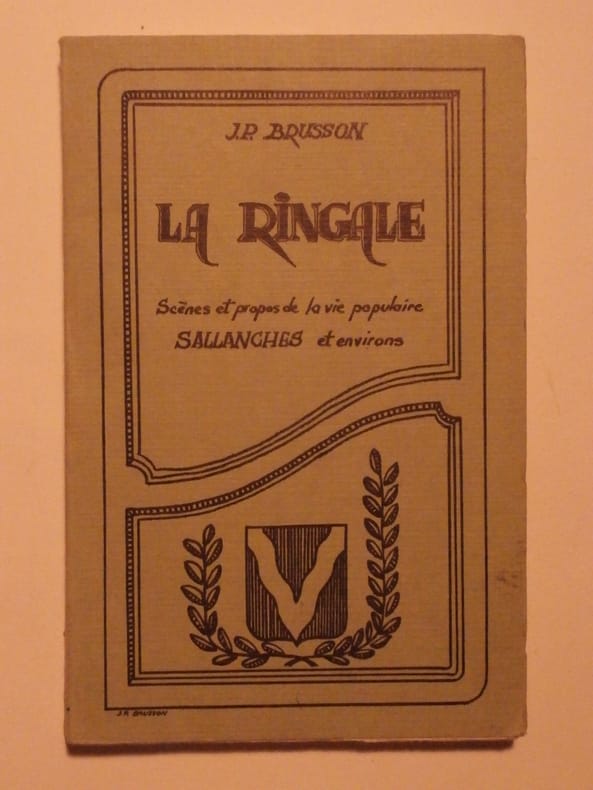 J.P. BRUSSON
LA RINGALE
Scènes et propos de la vie populaire
SALLANCHES et environs
J.P. BRUSSON